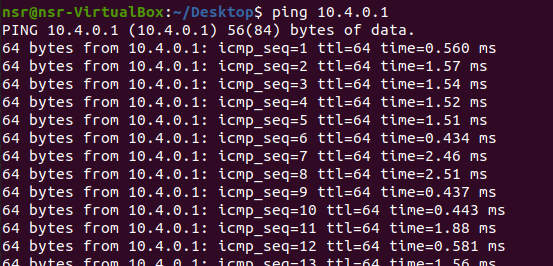 nsr@nsr-VirtualBox:~/Desktop$ ping 10.4.0.1
PING 10.4.0.1 (10.4.0.1) 56(84) bytes of data.
64 bytes from 10.4.0.1: icmp_seq=1 ttl=64 time=0.560 ms
64 bytes from 10.4.0.1: icmp_seq=2 ttl=64 time=1.57 ms
64 bytes from 10.4.0.1: icmp_seq=3 ttl=64 time=1.54 ms
64 bytes from 10.4.0.1: icmp_seq=4 ttl=64 time=1.52 ms
64 bytes from 10.4.0.1: icmp_seq=5 ttl=64 time=1.51 ms
64 bytes from 10.4.0.1: icmp_seq=6 ttl=64 time=0.434 ms
64 bytes from 10.4.0.1: icmp_seq=7 ttl=64 time=2.46 ms
64 bytes from 10.4.0.1: icmp_seq=8 ttl=64 time=2.51 ms
64 bytes from 10.4.0.1: icmp_seq=9 ttl=64 time=0.437 ms
64 bytes from 10.4.0.1: icmp_seq=10 ttl=64 time=0.443 ms
64 bytes from 10.4.0.1: icmp_seq=11 ttl=64 time=1.88 ms
64 bytes from 10.4.0.1: icmp_seq=12 ttl=64 time=0.581 ms
64 bytes from 10.4.0.1: icmp_seq=13 ttl=64 time=1.56 ms